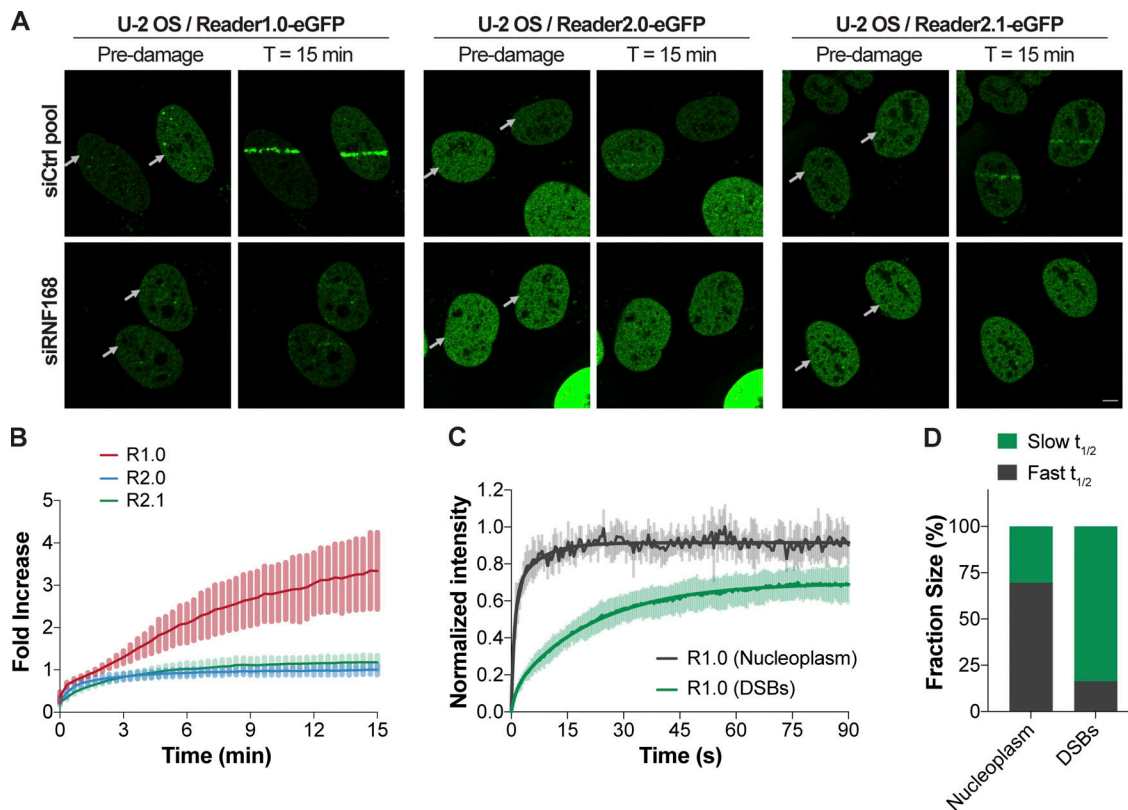 A
U-2 OS / Reader1.0-eGFP
U-2 OS / Reader2.0-eGFP
U-2 OS / Reader2.1-eGFP
Pre-damage
T = 15 min
Pre-damage
T = 15 min
Pre-damage
T = 15 min
siCtrl pool
siRNF168
B
R1.0
R2.0
R2.1
Fold Increase
5
4
3
2
1
0
0
3
6
9
12
15
Time (min)
C
Normalized intensity
1.2
1.0
0.8
0.6
0.4
0.2
0.0
R1.0 (Nucleoplasm)
R1.0 (DSBs)
0
15
30
45
60
75
90
Time (s)
D
Slow t1/2
Fast t1/2
Fraction Size (%)
100
75
50
25
0
Nucleoplasm
DSBs